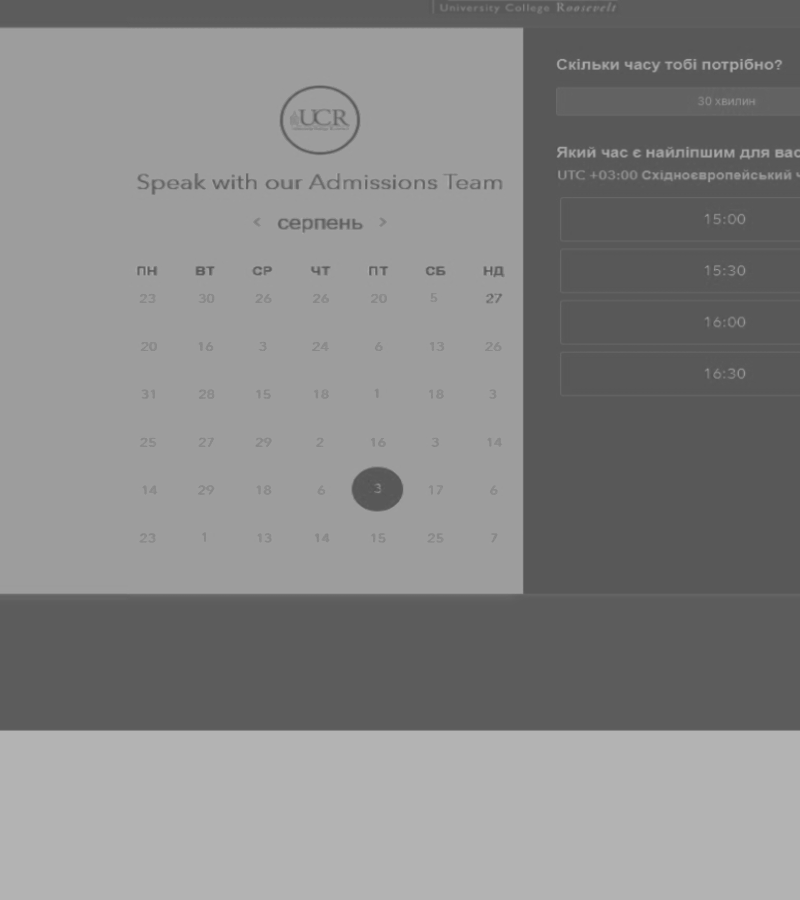 University College Roosevelt
UCR
Speak with our Admissions Team
< серпень >
ПН ВТ СР ЧТ ПТ СБ НД
23 30 26 26 20 5 27
20 16 3 24 6 13 26
31 28 15 18 1 18 3
25 27 29 2 16 3 14
14 29 18 6 3 17 6
23 1 13 14 15 25 7
Скільки часу тобі потрібно?
30 хвилин
Який час є найліпшим для вас
UTC +03:00 Східноєвропейський
15:00
15:30
16:00
16:30